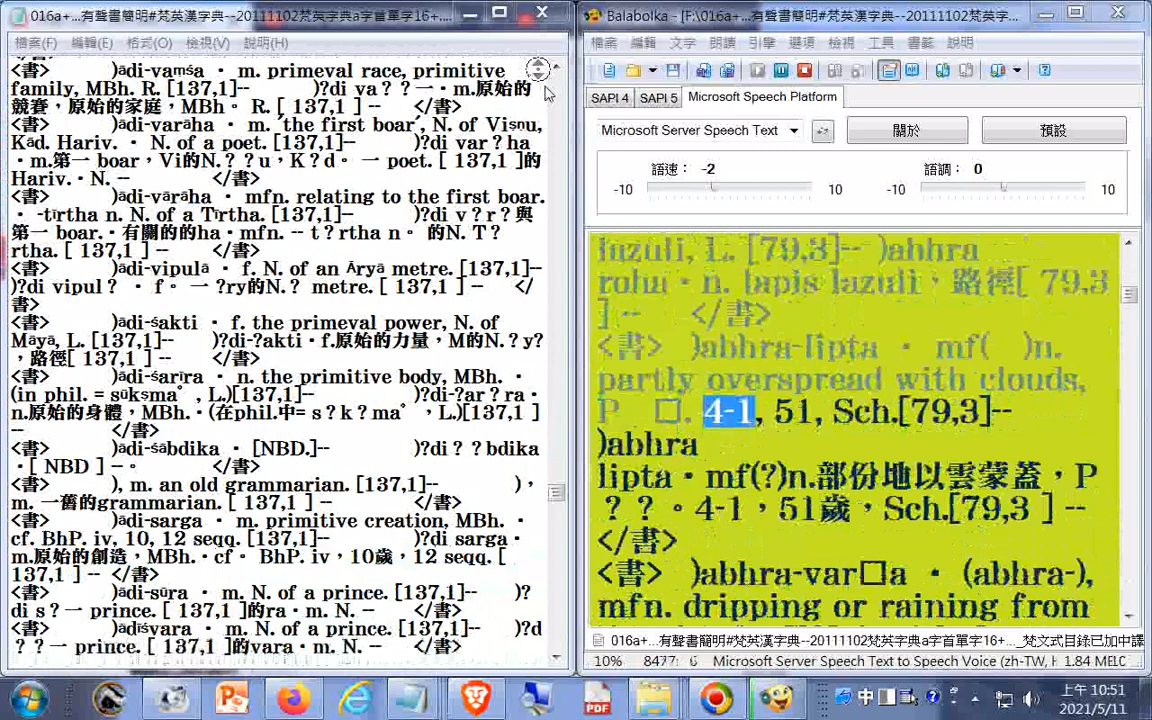 有聲書簡明#梵英漢字典--20111102梵英字典a字首單字16+...
檔案(F) 編輯(E) 格式(O) 檢視(V) 說明(H)
〈書〉 )ādi-vaṃśa · m. primeval race, primitive
family, MBh. R. [137,1]-- )?di va??一·m.原始的
競賽，原始的家庭，MBh。 R. [ 137,1 ] -- 〈/書〉
〈書〉 )ādi-varāha · m. 'the first boar', N. of Viṣṇu,
Kād. Hariv. · N. of a poet. [137,1]-- )?di var?ha
·m.第一 boar，Vi的N.??u，K?d。 一 poet. [ 137,1 ]的
Hariv.·N. -- 〈/書〉
〈書〉 )ādi-vārāha · mfn. relating to the first boar.
· -tīrtha n. N. of a Tīrtha. [137,1]-- )?di v?r?與
第一 boar.·有關的的ha·mfn. -- t?rtha n。 的N. T?
rtha. [ 137,1 ] -- 〈/書〉
〈書〉 )ādi-vipulā · f. N. of an Āryā metre. [137,1]--
)?di vipul? · f。 一 ?ry的N.? metre. [ 137,1 ] -- 〈/
書〉
〈書〉 )ādi-śakti · f. the primeval power, N. of
Māyā, L. [137,1]-- )?di-?akti·f.原始的力量，M的N.?y?
，路徑[ 137,1 ] -- 〈/書〉
〈書〉 )ādi-śarīra · n. the primitive body, MBh. ·
(in phil. = sūkṣma° , L.)[137,1]-- )?di-?ar?ra·
n.原始的身體，MBh.·(在phil.中= s?k?ma° ，L.)[137,1 ]
-- 〈/書〉
〈書〉 )ādi-śābdika · [NBD.]-- )?di??bdika
·[ NBD ] --。 〈/書〉
〈書〉 ), m. an old grammarian. [137,1]-- )，
m. 一舊的grammarian. [ 137,1 ] -- 〈/書〉
〈書〉 )ādi-sarga · m. primitive creation, MBh. ·
cf. BhP. iv, 10, 12 seqq. [137,1]-- )?di sarga·
m.原始的創造，MBh.·cf。 BhP. iv，10歲，12 seqq. [
137,1 ] -- 〈/書〉
〈書〉 )ādi-sūra · m. N. of a prince. [137,1]-- )?
di s?一 prince. [ 137,1 ]的ra·m. N. -- 〈/書〉
〈書〉 )ādīśvara · m. N. of a prince. [137,1]-- )?d
??一 prince. [ 137,1 ]的vara·m. N. -- 〈/書〉
Balabolka - [F:\016a+...有聲書簡明#梵英漢字典--20111102梵英字...
檔案 編輯 文字 朗讀 引擎 選項 檢視 工具 書籤 說明
SAPI 4 SAPI 5 Microsoft Speech Platform
Microsoft Server Speech Text 關於 預設
語速： -2 語調： 0
-10 10 -10 10
luzuli, L. [79,3]-- )abhra
rohu·n. lapis lazuli，路徑[ 79,3
] -- 〈/書〉
〈書〉 )abhra-lipta · mf( )n.
partly overspread with clouds,
P □. 4-1, 51, Sch.[79,3]--
)abhra
lipta·mf(?)n.部份地以雲蒙蓋，P
??。4-1，51歲，Sch.[79,3 ] --
〈/書〉
〈書〉 )abhra-var□a · (abhra-),
mfn. dripping or raining from
016a+...有聲書簡明#梵英漢字典--20111102梵英字典a字首單字16+..._梵文式目錄已加中譯
10% 8477: 6 Microsoft Server Speech Text to Speech Voice (zh-TW, H 1.84 MELC
中
上午 10:51
2021/5/11